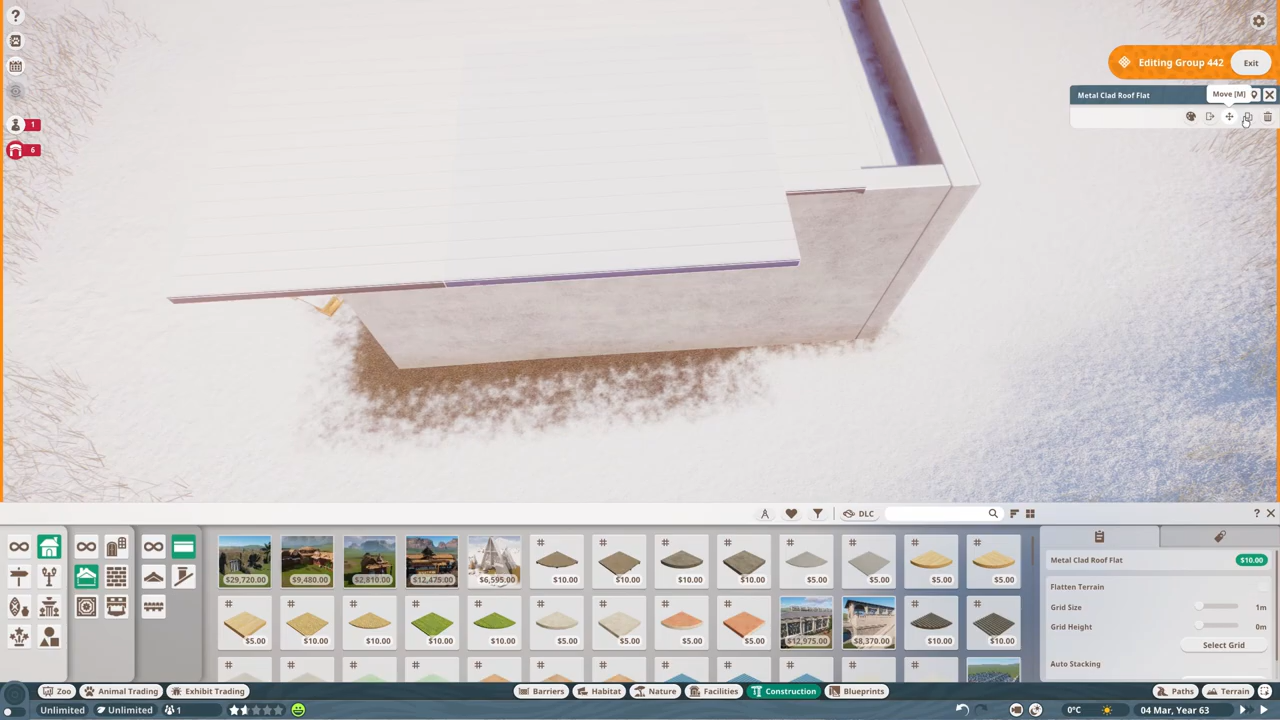 ?
Editing Group 442
Exit
Metal Clad Roof Flat
Move [M]
1
6
DLC
?
Metal Clad Roof Flat
$10.00
Flatten Terrain
Grid Size
1m
Grid Height
0m
Select Grid
Auto Stacking
$29,720.00
$9,480.00
$2,810.00
$12,475.00
$6,595.00
$10.00
$10.00
$10.00
$10.00
$5.00
$5.00
$5.00
$5.00
$5.00
$10.00
$5.00
$10.00
$10.00
$5.00
$5.00
$5.00
$5.00
$12,975.00
$8,370.00
$10.00
$10.00
Zoo
Animal Trading
Exhibit Trading
Barriers
Habitat
Nature
Facilities
Construction
Blueprints
Paths
Terrain
Unlimited
Unlimited
1
0°C
04 Mar, Year 63